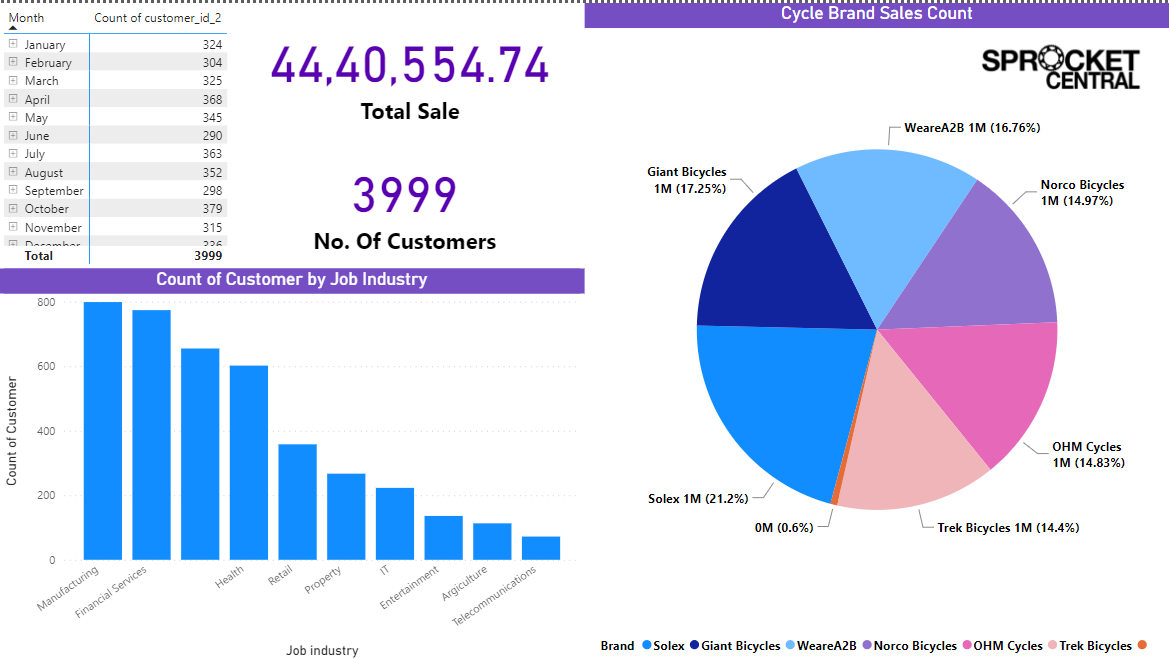 Month Count of customer_id_2
January 324
February 304
March 325
April 368
May 345
June 290
July 363
August 352
September 298
October 379
November 315
December 336
Total 3999
44,40,554.74
Total Sale
3999
No. Of Customers
Count of Customer by Job Industry
Count of Customer
800
600
400
200
0
Manufacturing
Financial Services
Health
Retail
Property
IT
Entertainment
Argiculture
Telecommunications
Job industry
Cycle Brand Sales Count
SPROCKET
CENTRAL
WeareA2B 1M (16.76%)
Giant Bicycles
1M (17.25%)
Norco Bicycles
1M (14.97%)
OHM Cycles
1M (14.83%)
Solex 1M (21.2%)
0M (0.6%)
Trek Bicycles 1M (14.4%)
Brand Solex Giant Bicycles WeareA2B Norco Bicycles OHM Cycles Trek Bicycles